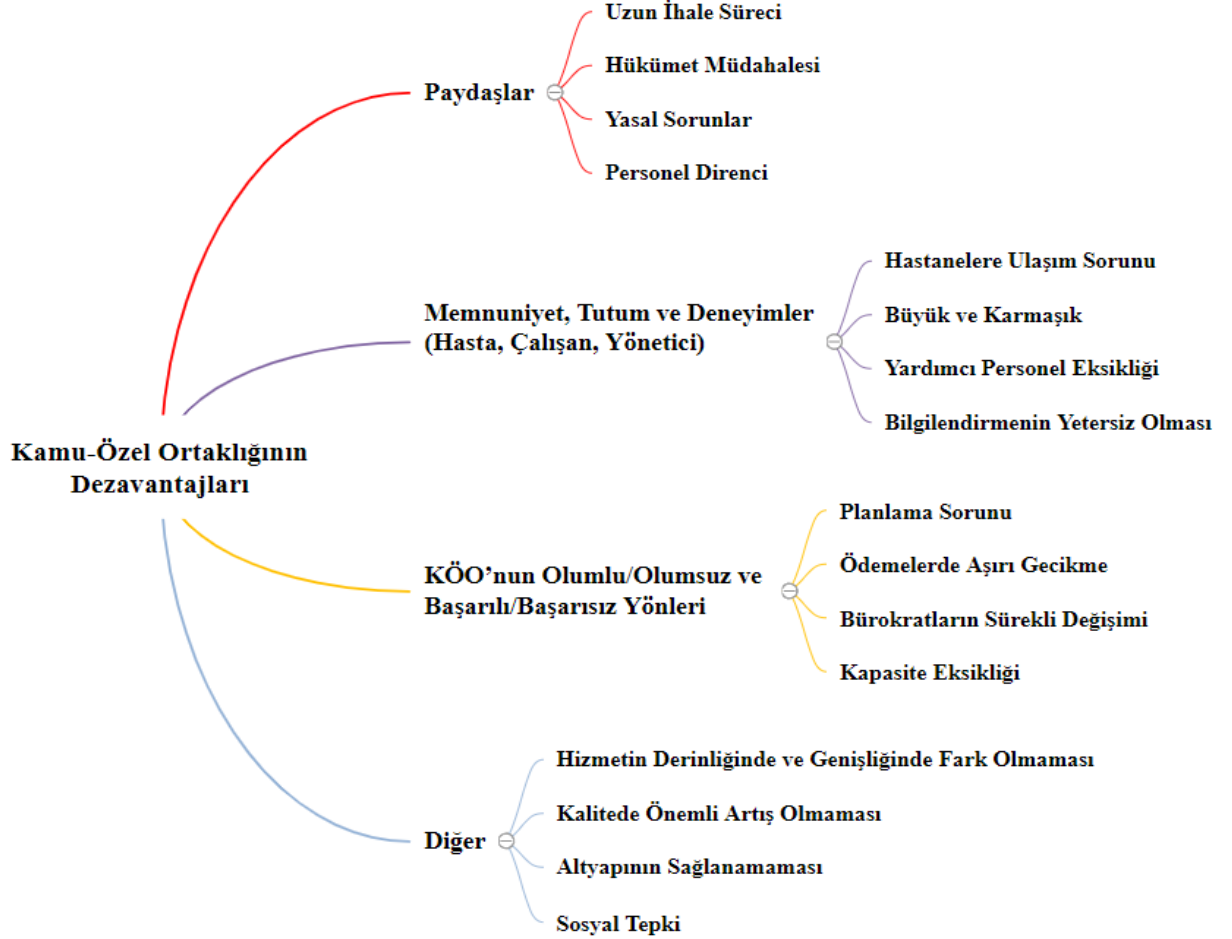 Kamu-Özel Ortaklığının
Dezavantajları
Paydaşlar
Uzun İhale Süreci
Hükümet Müdahalesi
Yasal Sorunlar
Personel Direnci
Memnuniyet, Tutum ve Deneyimler
(Hasta, Çalışan, Yönetici)
Hastanelere Ulaşım Sorunu
Büyük ve Karmaşık
Yardımcı Personel Eksikliği
Bilgilendirmenin Yetersiz Olması
KÖO’nun Olumlu/Olumsuz ve
Başarılı/Başarısız Yönleri
Planlama Sorunu
Ödemelerde Aşırı Gecikme
Bürokratların Sürekli Değişimi
Kapasite Eksikliği
Diğer
Hizmetin Derinliğinde ve Genişliğinde Fark Olmaması
Kalitede Önemli Artış Olmaması
Altyapının Sağlanamaması
Sosyal Tepki